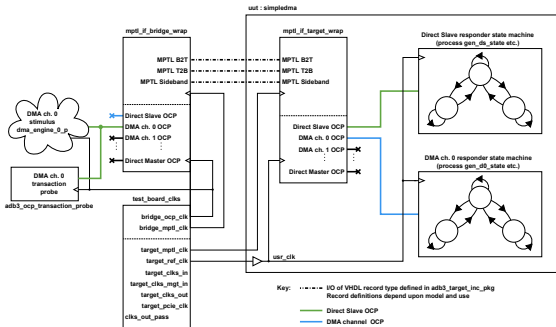 uut : simpledma
mptl_if_bridge_wrap
mptl_if_target_wrap
Direct Slave responder state machine
(process gen_ds_state etc.)
MPTL B2T
MPTL T2B
MPTL Sideband
MPTL B2T
MPTL T2B
MPTL Sideband
DMA ch. 0
stimulus
dma_engine_0_p
Direct Slave OCP
DMA ch. 0 OCP
DMA ch. 1 OCP
Direct Master OCP
Direct Slave OCP
DMA ch. 0 OCP
DMA ch. 1 OCP
Direct Master OCP
DMA ch. 0 responder state machine
(process gen_d0_state etc.)
DMA ch. 0
transaction
probe
adb3_ocp_transaction_probe
test_board_clks
bridge_ocp_clk
bridge_mptl_clk
target_mptl_clk
target_ref_clk
target_clks_in
target_clks_mgt_in
target_clks_out
target_pcie_clk
clks_out_pass
usr_clk
Key:
I/O of VHDL record type defined in adb3_target_inc_pkg
Record definitions depend upon model and use
Direct Slave OCP
DMA channel OCP